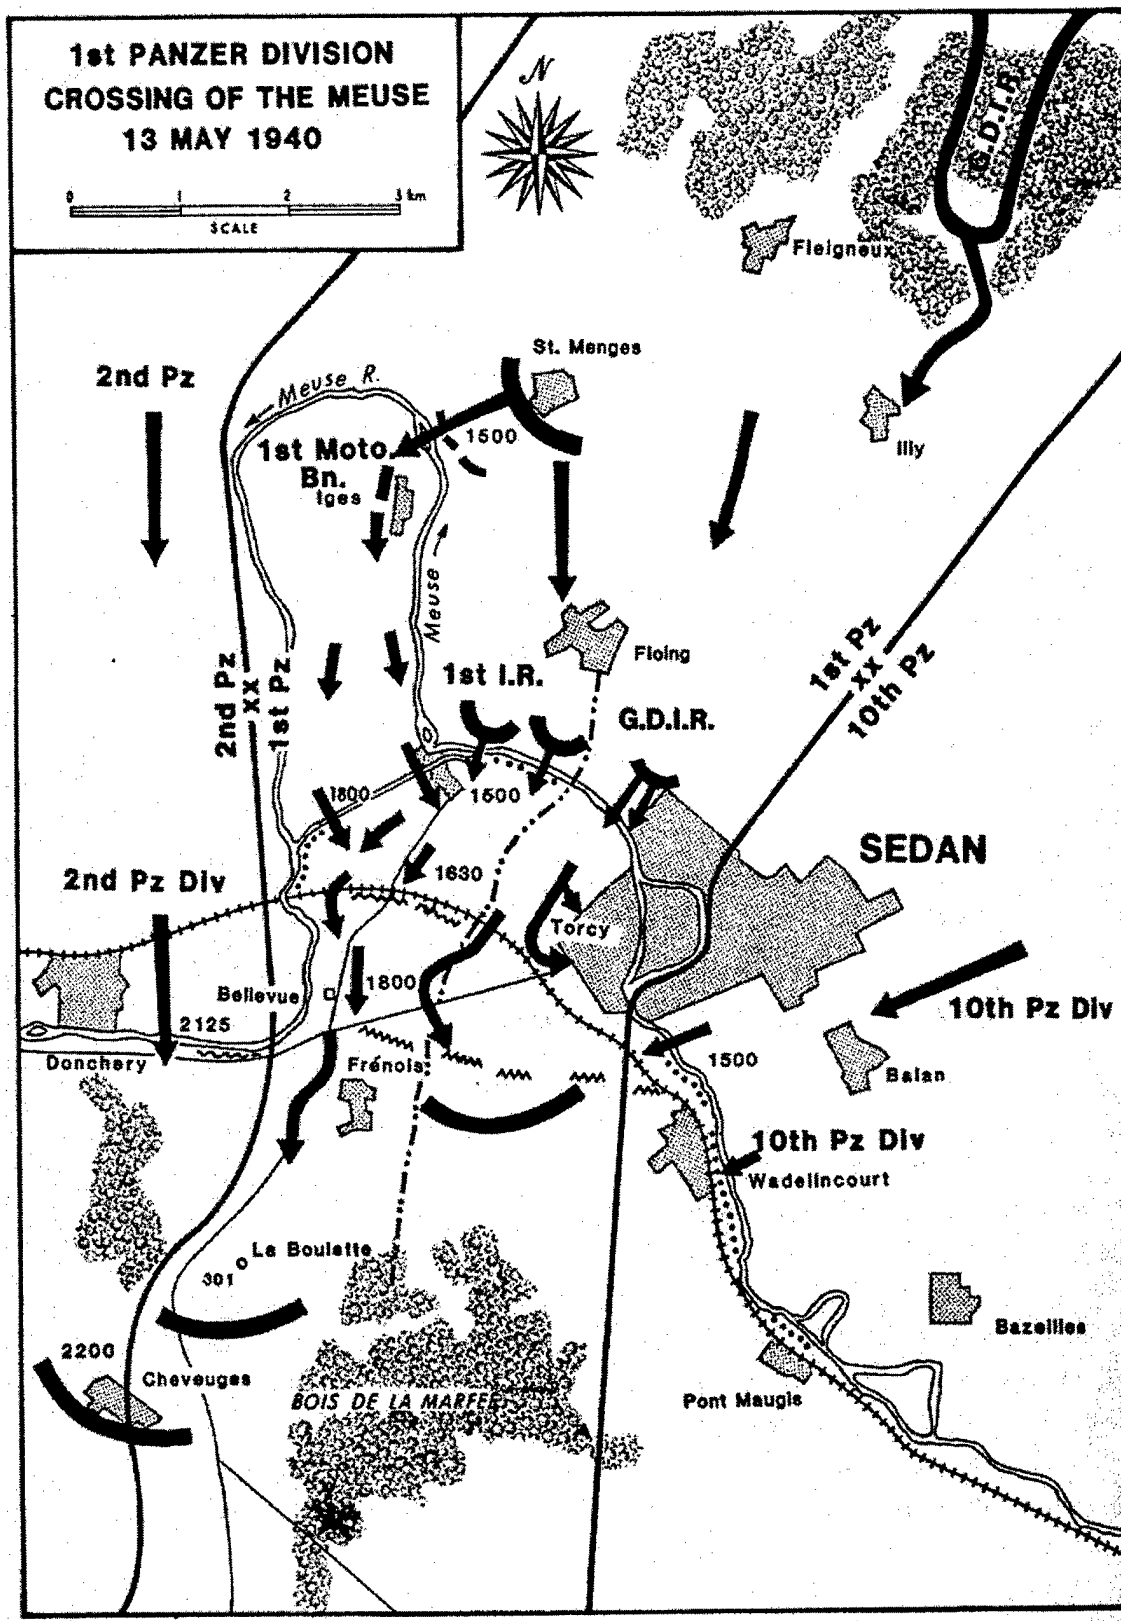 1st PANZER DIVISION
CROSSING OF THE MEUSE
13 MAY 1940
0 1 2 3 km
SCALE
N
G.D.I.R.
Fleigneux
St. Menges
2nd Pz
Meuse R.
1500
Illy
1st Moto.
Bn.
Iges
Meuse
Floing
1st Pz
XX
10th Pz
2nd Pz
XX
1st Pz
1st I.R.
G.D.I.R.
1800
1500
SEDAN
2nd Pz Div
1630
Torcy
Bellevue
1800
10th Pz Div
2125
1500
Donchery
Frénois
Balan
10th Pz Div
Wadelincourt
La Boulette
301
Bazeilles
2200
Cheveuges
Pont Maugis
BOIS DE LA MARFEE